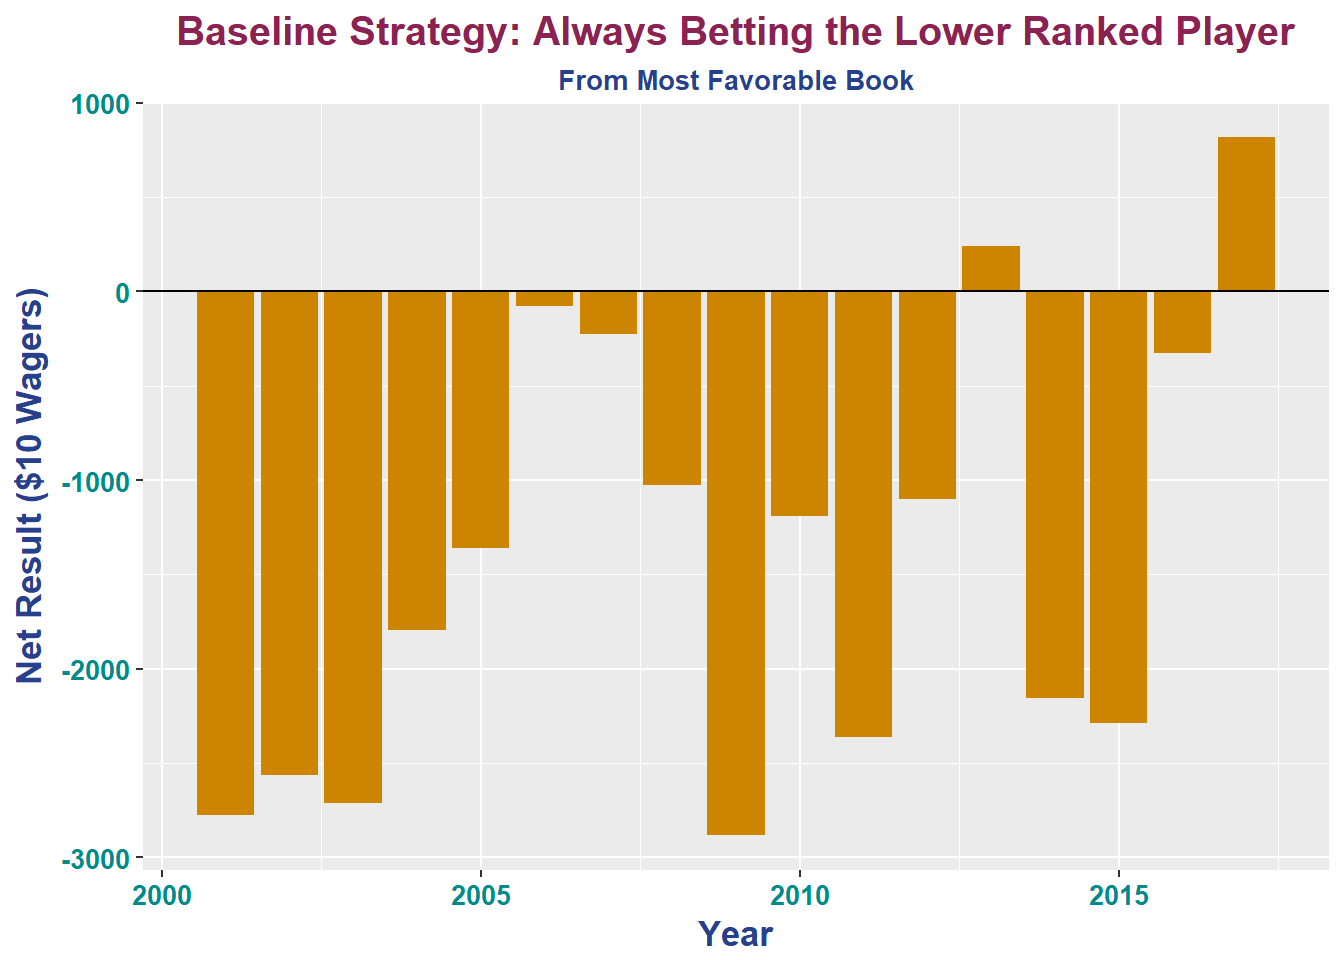 Baseline Strategy: Always Betting the Lower Ranked Player
From Most Favorable Book
Net Result ($10 Wagers)
1000
0
-1000
-2000
-3000
2000
2005
2010
2015
Year